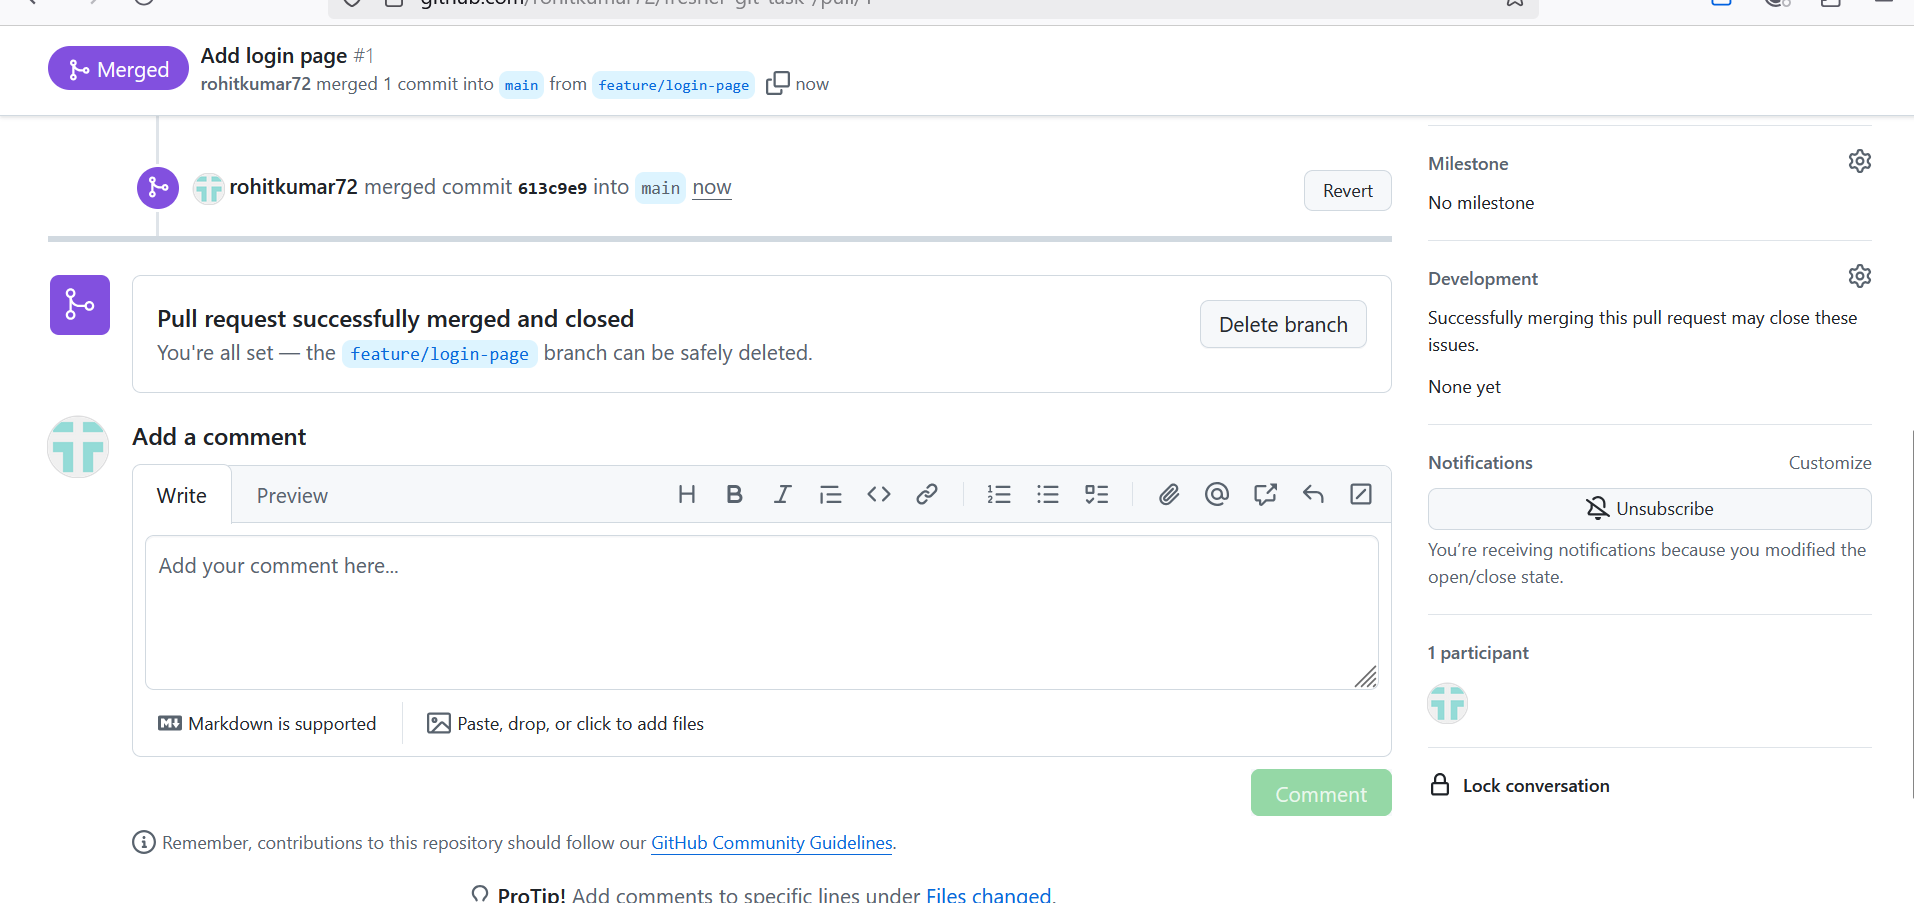 Merged
Add login page #1
rohitkumar72 merged 1 commit into main from feature/login-page now
rohitkumar72 merged commit 613c9e9 into main now
Revert
Pull request successfully merged and closed
You're all set — the feature/login-page branch can be safely deleted.
Delete branch
Add a comment
Write
Preview
Add your comment here...
Markdown is supported
Paste, drop, or click to add files
Comment
Remember, contributions to this repository should follow our GitHub Community Guidelines.
ProTip! Add comments to specific lines under Files changed.
Milestone
No milestone
Development
Successfully merging this pull request may close these
issues.
None yet
Notifications
Customize
Unsubscribe
You’re receiving notifications because you modified the
open/close state.
1 participant
Lock conversation